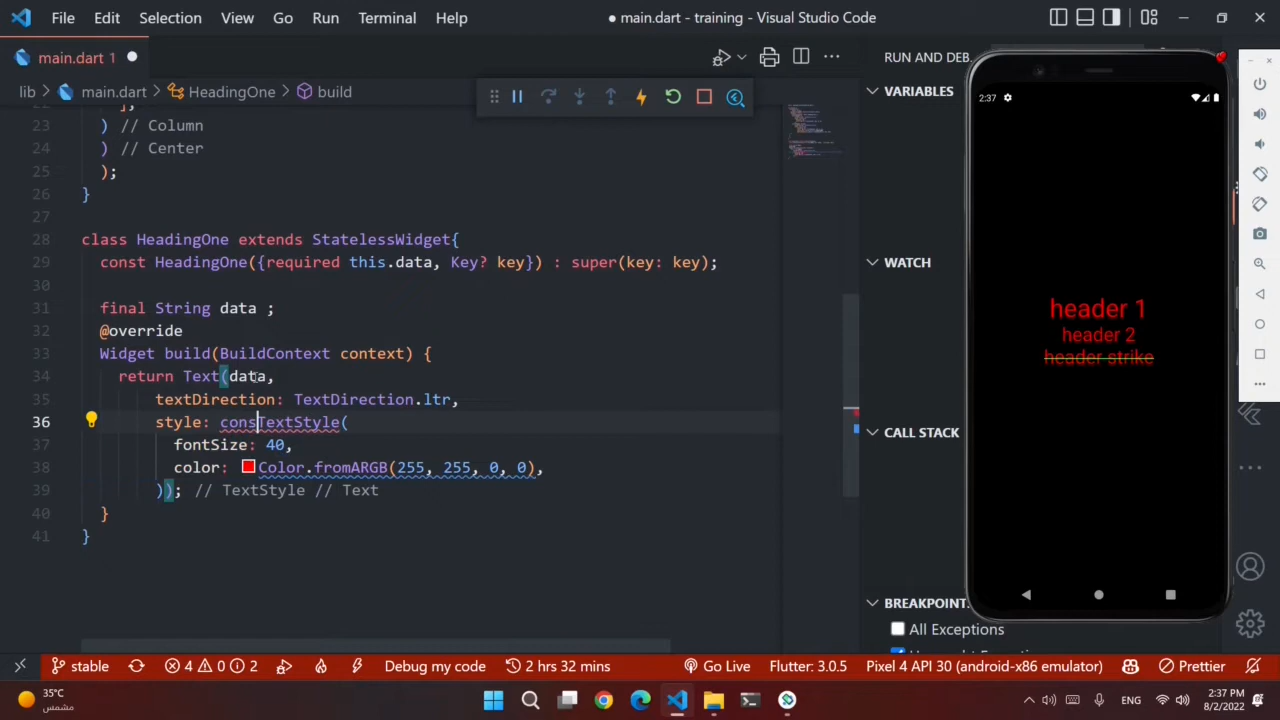 File Edit Selection View Go Run Terminal Help
● main.dart - training - Visual Studio Code
main.dart 1
lib > main.dart > HeadingOne > build
23 ) // Column
24 ) // Center
25 );
26 }
27
28 class HeadingOne extends StatelessWidget{
29 const HeadingOne({required this.data, Key? key}) : super(key: key);
30
31 final String data ;
32 @override
33 Widget build(BuildContext context) {
34 return Text(data,
35 textDirection: TextDirection.ltr,
36 style: consTextStyle(
37 fontSize: 40,
38 color: Color.fromARGB(255, 255, 0, 0),
39 )); // TextStyle // Text
40 }
41 }
RUN AND DEB
VARIABLES
WATCH
CALL STACK
BREAKPOINT
All Exceptions
2:37
header 1
header 2
header strike
stable 4 0 2 Debug my code 2 hrs 32 mins Go Live Flutter: 3.0.5 Pixel 4 API 30 (android-x86 emulator) Prettier
35°C
مشمس
ENG
2:37 PM
8/2/2022